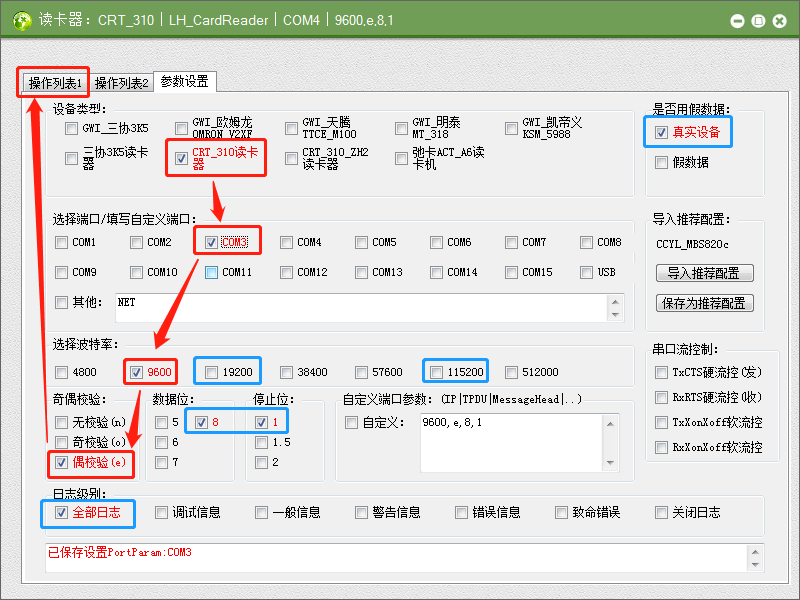 读卡器: CRT_310 | LH_CardReader | COM4 | 9600,e,8,1
操作列表1 操作列表2 参数设置
设备类型:
GWI_三协3K5
GWI_欧姆龙
OMRON_V2XF
GWI_天腾
TTCE_M100
GWI_明泰
MT_318
GWI_凯帝义
KSM_5988
三协3K5读卡
器
CRT_310读卡
器
CRT_310_ZH2
读卡器
弛卡ACT_A6读
卡机
是否用假数据:
真实设备
假数据
选择端口/填写自定义端口:
COM1 COM2 COM3 COM4 COM5 COM6 COM7 COM8
COM9 COM10 COM11 COM12 COM13 COM14 COM15 USB
其他: NET
导入推荐配置:
CCYL_MBS820c
导入推荐配置
保存为推荐配置
选择波特率:
4800 9600 19200 38400 57600 115200 512000
奇偶校验:
无校验(n)
奇校验(o)
偶校验(e)
数据位:
5 8
6
7
停止位:
1
1.5
2
自定义端口参数: (IP|TPDU|MessageHead|..)
自定义: 9600,e,8,1
串口流控制:
TxCTS硬流控(发)
RxRTS硬流控(收)
TxXonXoff软流控
RxXonXoff软流控
日志级别:
全部日志 调试信息 一般信息 警告信息 错误信息 致命错误 关闭日志
已保存设置PortParam:COM3